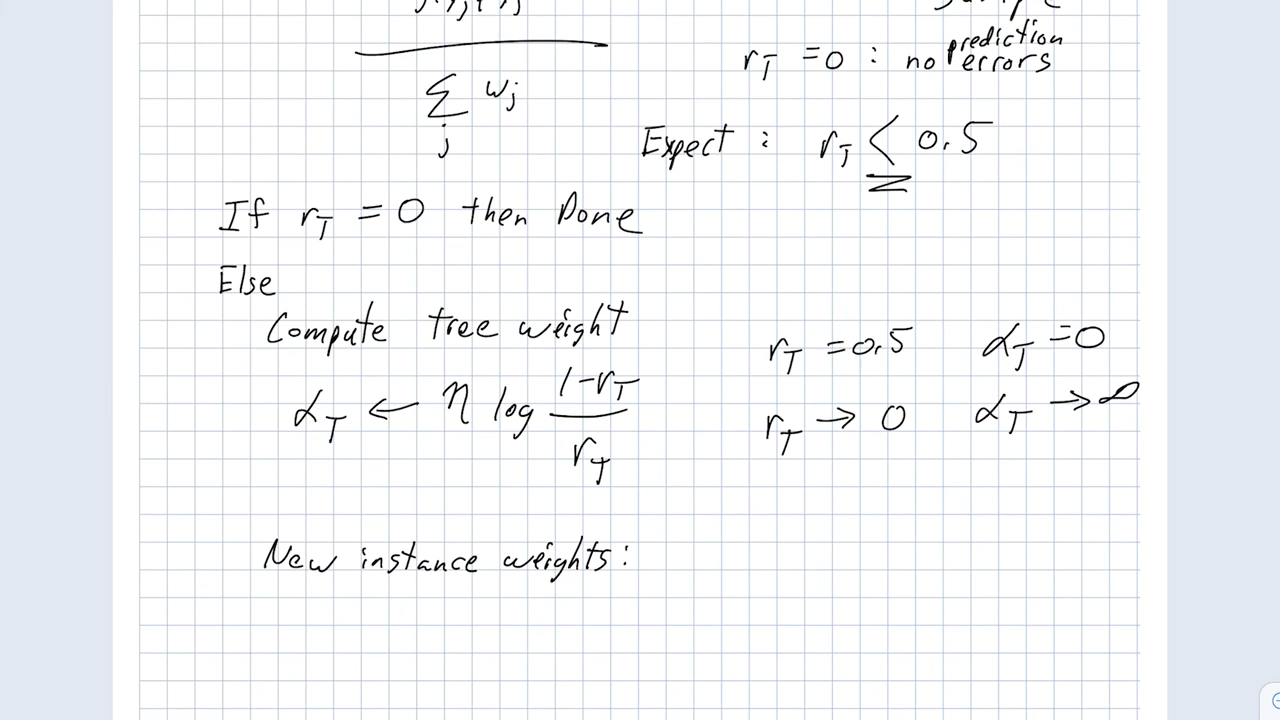 Σ_j w_j
r_T = 0 : no prediction errors
Expect : r_T ≤ 0.5
If r_T = 0 then Done
Else
Compute tree weight
α_T ← η log (1-r_T)/r_T
r_T = 0.5 α_T = 0
r_T → 0 α_T → ∞
New instance weights: